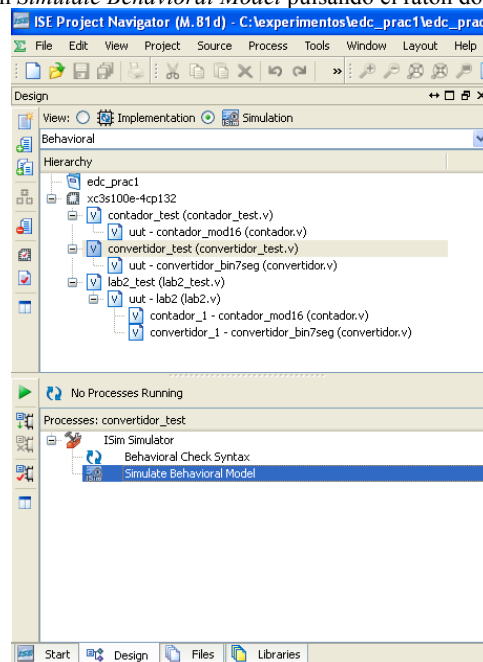 Simulate Behavioral Model pulsando el ratón do
ISE Project Navigator (M.81d) - C:\experimentos\edc_prac1\edc_prac
File Edit View Project Source Process Tools Window Layout Help
Design
View: Implementation Simulation
Behavioral
Hierarchy
edc_prac1
xc3s100e-4cp132
contador_test (contador_test.v)
uut - contador_mod16 (contador.v)
convertidor_test (convertidor_test.v)
uut - convertidor_bin7seg (convertidor.v)
lab2_test (lab2_test.v)
uut - lab2 (lab2.v)
contador_1 - contador_mod16 (contador.v)
convertidor_1 - convertidor_bin7seg (convertidor.v)
No Processes Running
Processes: convertidor_test
ISim Simulator
Behavioral Check Syntax
Simulate Behavioral Model
Start Design Files Libraries